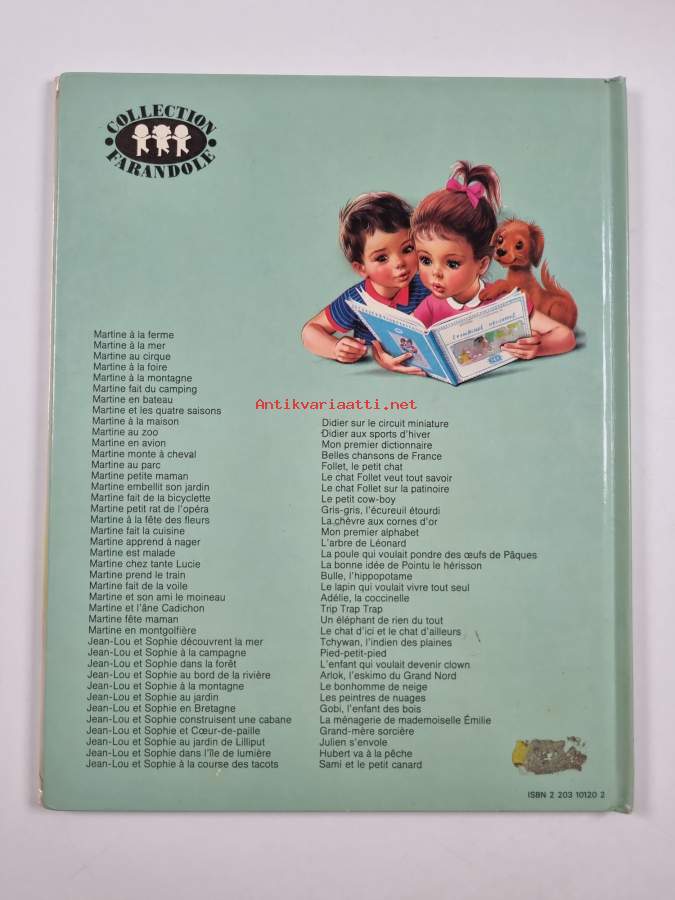 COLLECTION
FARANDOLE
Martine à la ferme
Martine à la mer
Martine au cirque
Martine à la foire
Martine à la montagne
Martine fait du camping
Martine en bateau
Martine et les quatre saisons
Martine à la maison
Martine au zoo
Martine en avion
Martine monte à cheval
Martine au parc
Martine petite maman
Martine embellit son jardin
Martine fait de la bicyclette
Martine petit rat de l'opéra
Martine à la fête des fleurs
Martine fait la cuisine
Martine apprend à nager
Martine est malade
Martine chez tante Lucie
Martine prend le train
Martine fait de la voile
Martine et son ami le moineau
Martine et l'âne Cadichon
Martine fête maman
Martine en montgolfière
Jean-Lou et Sophie découvrent la mer
Jean-Lou et Sophie à la campagne
Jean-Lou et Sophie dans la forêt
Jean-Lou et Sophie au bord de la rivière
Jean-Lou et Sophie à la montagne
Jean-Lou et Sophie au jardin
Jean-Lou et Sophie en Bretagne
Jean-Lou et Sophie construisent une cabane
Jean-Lou et Sophie et Cœur-de-paille
Jean-Lou et Sophie au jardin de Lilliput
Jean-Lou et Sophie dans l'île de lumière
Jean-Lou et Sophie à la course des tacots
Antikvariaatti.net
Didier sur le circuit miniature
Didier aux sports d'hiver
Mon premier dictionnaire
Belles chansons de France
Follet, le petit chat
Le chat Follet veut tout savoir
Le chat Follet sur la patinoire
Le petit cow-boy
Gris-gris, l'écureuil étourdi
La chèvre aux cornes d'or
Mon premier alphabet
L'arbre de Léonard
La poule qui voulait pondre des œufs de Pâques
La bonne idée de Pointu le hérisson
Bulle, l'hippopotame
Le lapin qui voulait vivre tout seul
Adélie, la coccinelle
Trip Trap Trap
Un éléphant de rien du tout
Le chat d'ici et le chat d'ailleurs
Tchywan, l'indien des plaines
Pied-petit-pied
L'enfant qui voulait devenir clown
Arlok, l'eskimo du Grand Nord
Le bonhomme de neige
Les peintres de nuages
Gobi, l'enfant des bois
La ménagerie de mademoiselle Émilie
Grand-mère sorcière
Julien s'envole
Hubert va à la pêche
Sami et le petit canard
ISBN 2 203 10120 2